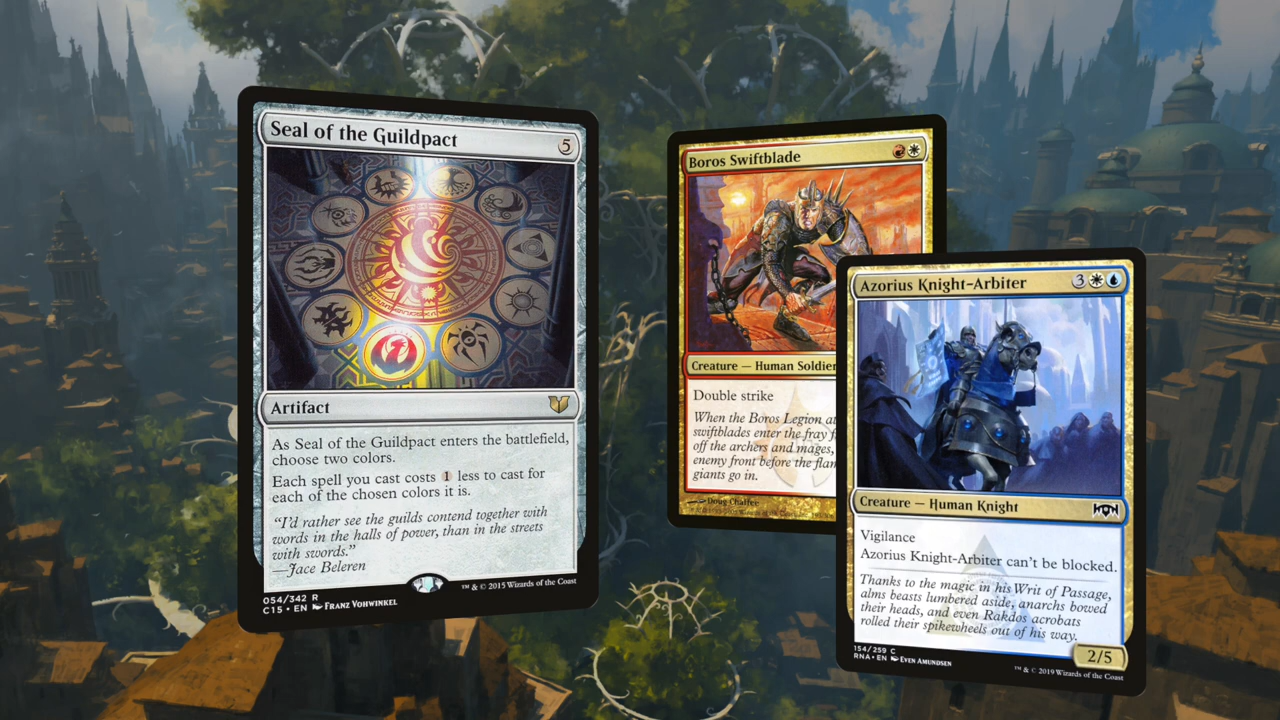 Seal of the Guildpact
5
Artifact
As Seal of the Guildpact enters the battlefield,
choose two colors.
Each spell you cast costs 1 less to cast for
each of the chosen colors it is.
“I’d rather see the guilds contend together with
words in the halls of power, than in the streets
with swords.”
—Jace Beleren
054/342 R
C15 • EN Franz Vohwinkel
™ & © 2015 Wizards of the Coast
Boros Swiftblade
Creature — Human Soldier
Double strike
When the Boros Legion
swiftblades enter the fray
off the archers and mages,
enemy front before the
giants go in.
Doug Chaffee
Azorius Knight-Arbiter
3
Creature — Human Knight
Vigilance
Azorius Knight-Arbiter can’t be blocked.
Thanks to the magic in his Writ of Passage,
alms beasts lumbered aside, anarchs bowed
their heads, and even Rakdos acrobats
rolled their spikewheels out of his way.
2/5
154/259 C
RNA • EN Even Amundsen
™ & © 2019 Wizards of the Coast